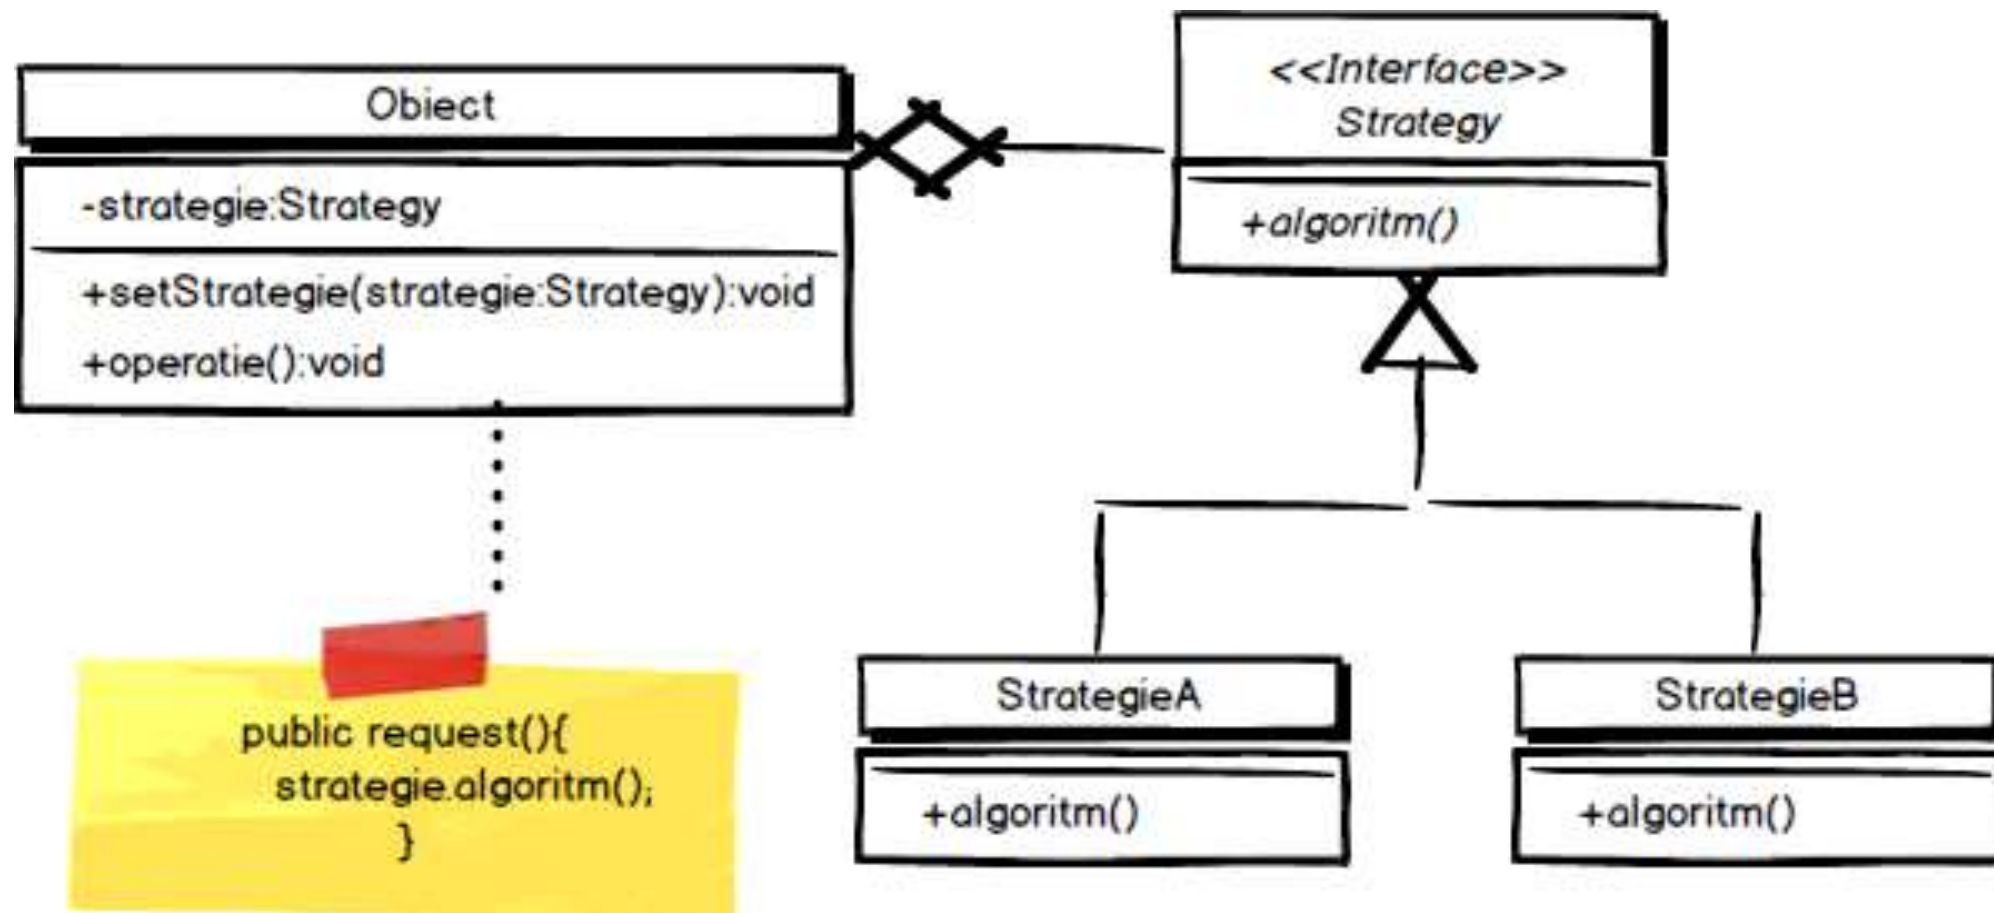 Obiect
-strategie:Strategy
+setStrategie(strategie:Strategy):void
+operatie():void
<<Interface>>
Strategy
+algoritm()
public request(){
strategie.algoritm();
}
StrategieA
+algoritm()
StrategieB
+algoritm()